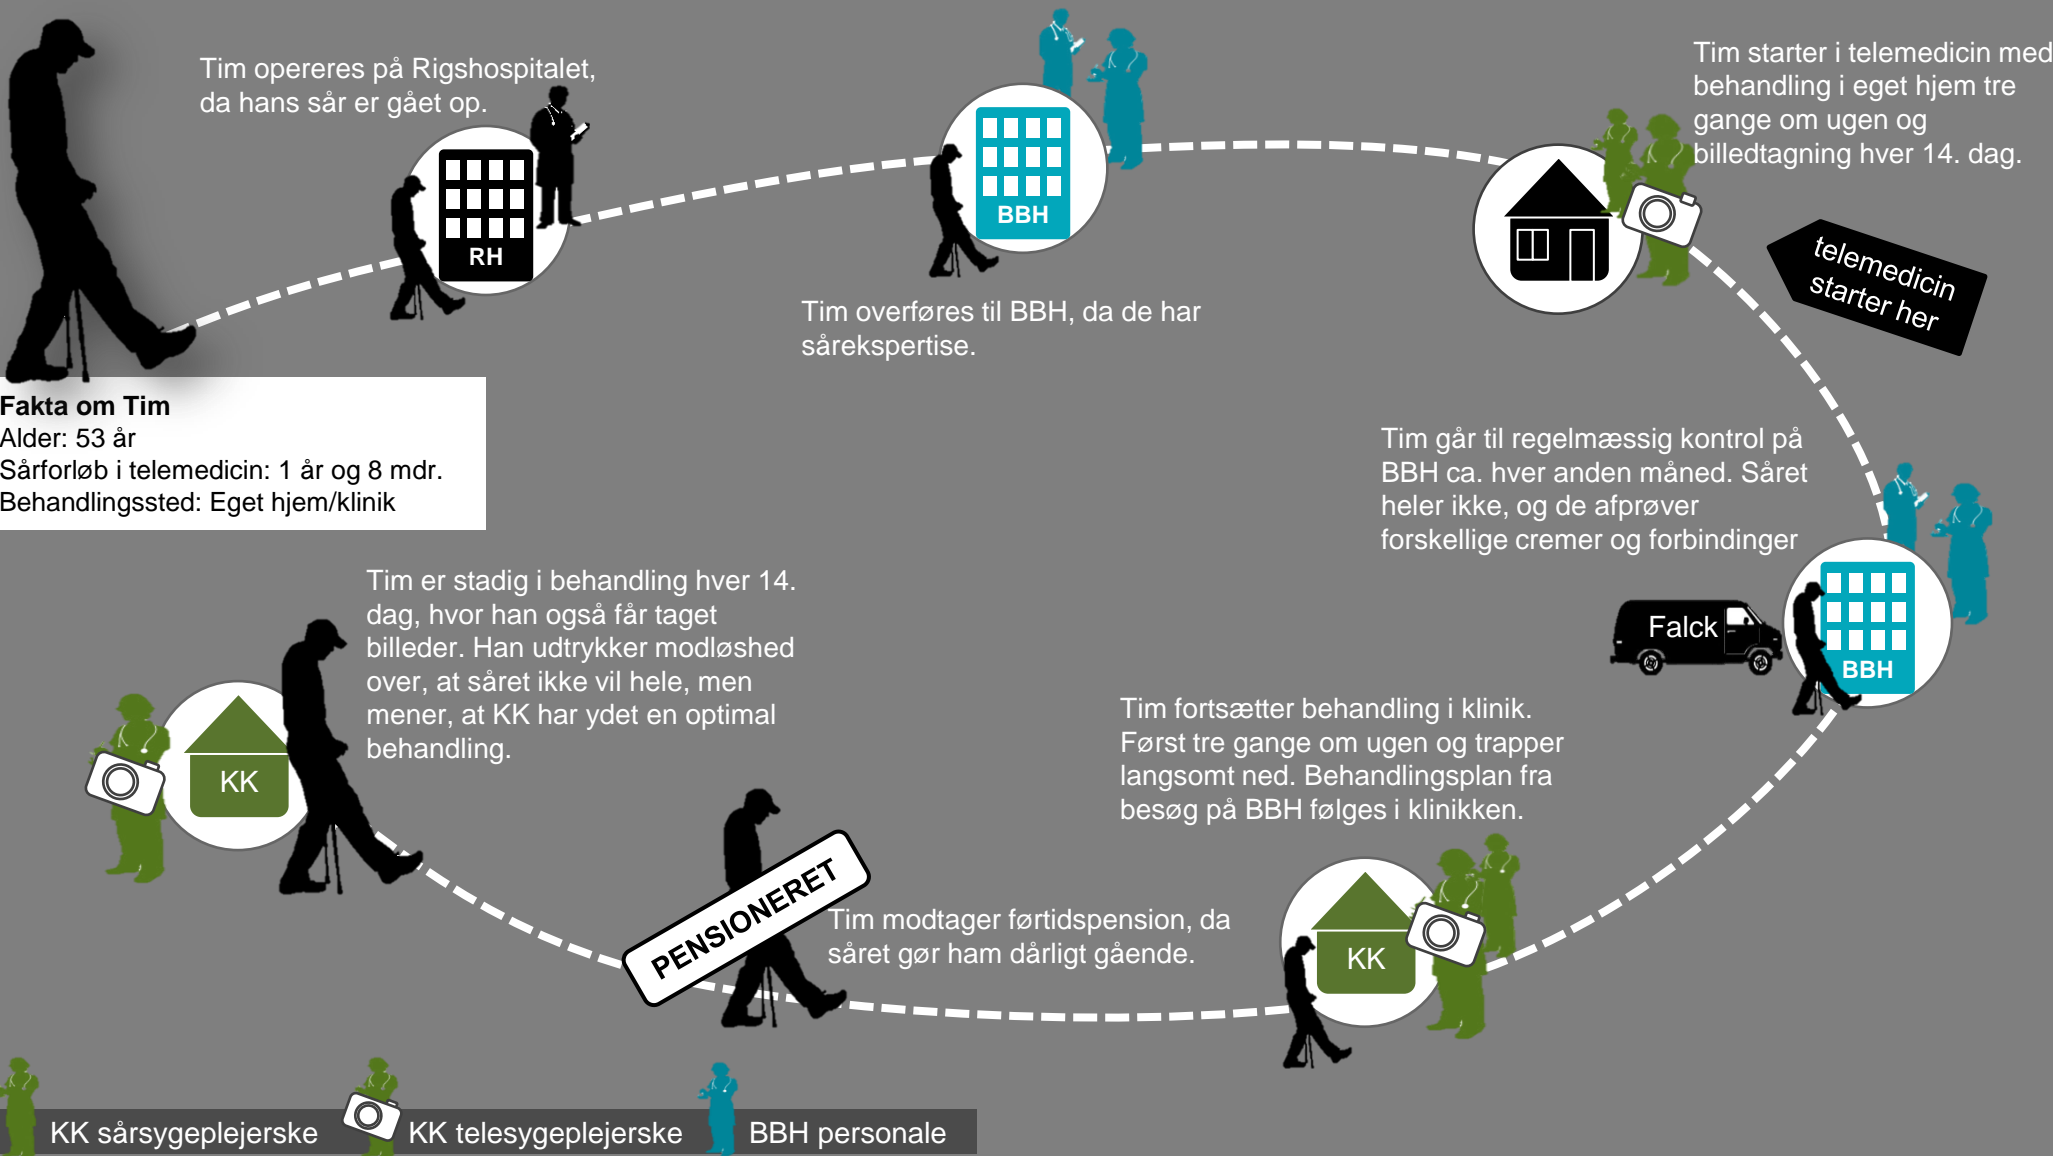 Tim opereres på Rigshospitalet,
da hans sår er gået op.
RH
BBH
Tim overføres til BBH, da de har
sårekspertise.
Tim starter i telemedicin med
behandling i eget hjem tre
gange om ugen og
billedtagning hver 14. dag.
telemedicin
starter her
Fakta om Tim
Alder: 53 år
Sårforløb i telemedicin: 1 år og 8 mdr.
Behandlingssted: Eget hjem/klinik
Tim går til regelmæssig kontrol på
BBH ca. hver anden måned. Såret
heler ikke, og de afprøver
forskellige cremer og forbindinger
Falck
BBH
Tim fortsætter behandling i klinik.
Først tre gange om ugen og trapper
langsomt ned. Behandlingsplan fra
besøg på BBH følges i klinikken.
KK
Tim modtager førtidspension, da
såret gør ham dårligt gående.
PENSIONERET
Tim er stadig i behandling hver 14.
dag, hvor han også får taget
billeder. Han udtrykker modløshed
over, at såret ikke vil hele, men
mener, at KK har ydet en optimal
behandling.
KK
KK sårsygeplejerske
KK telesygeplejerske
BBH personale